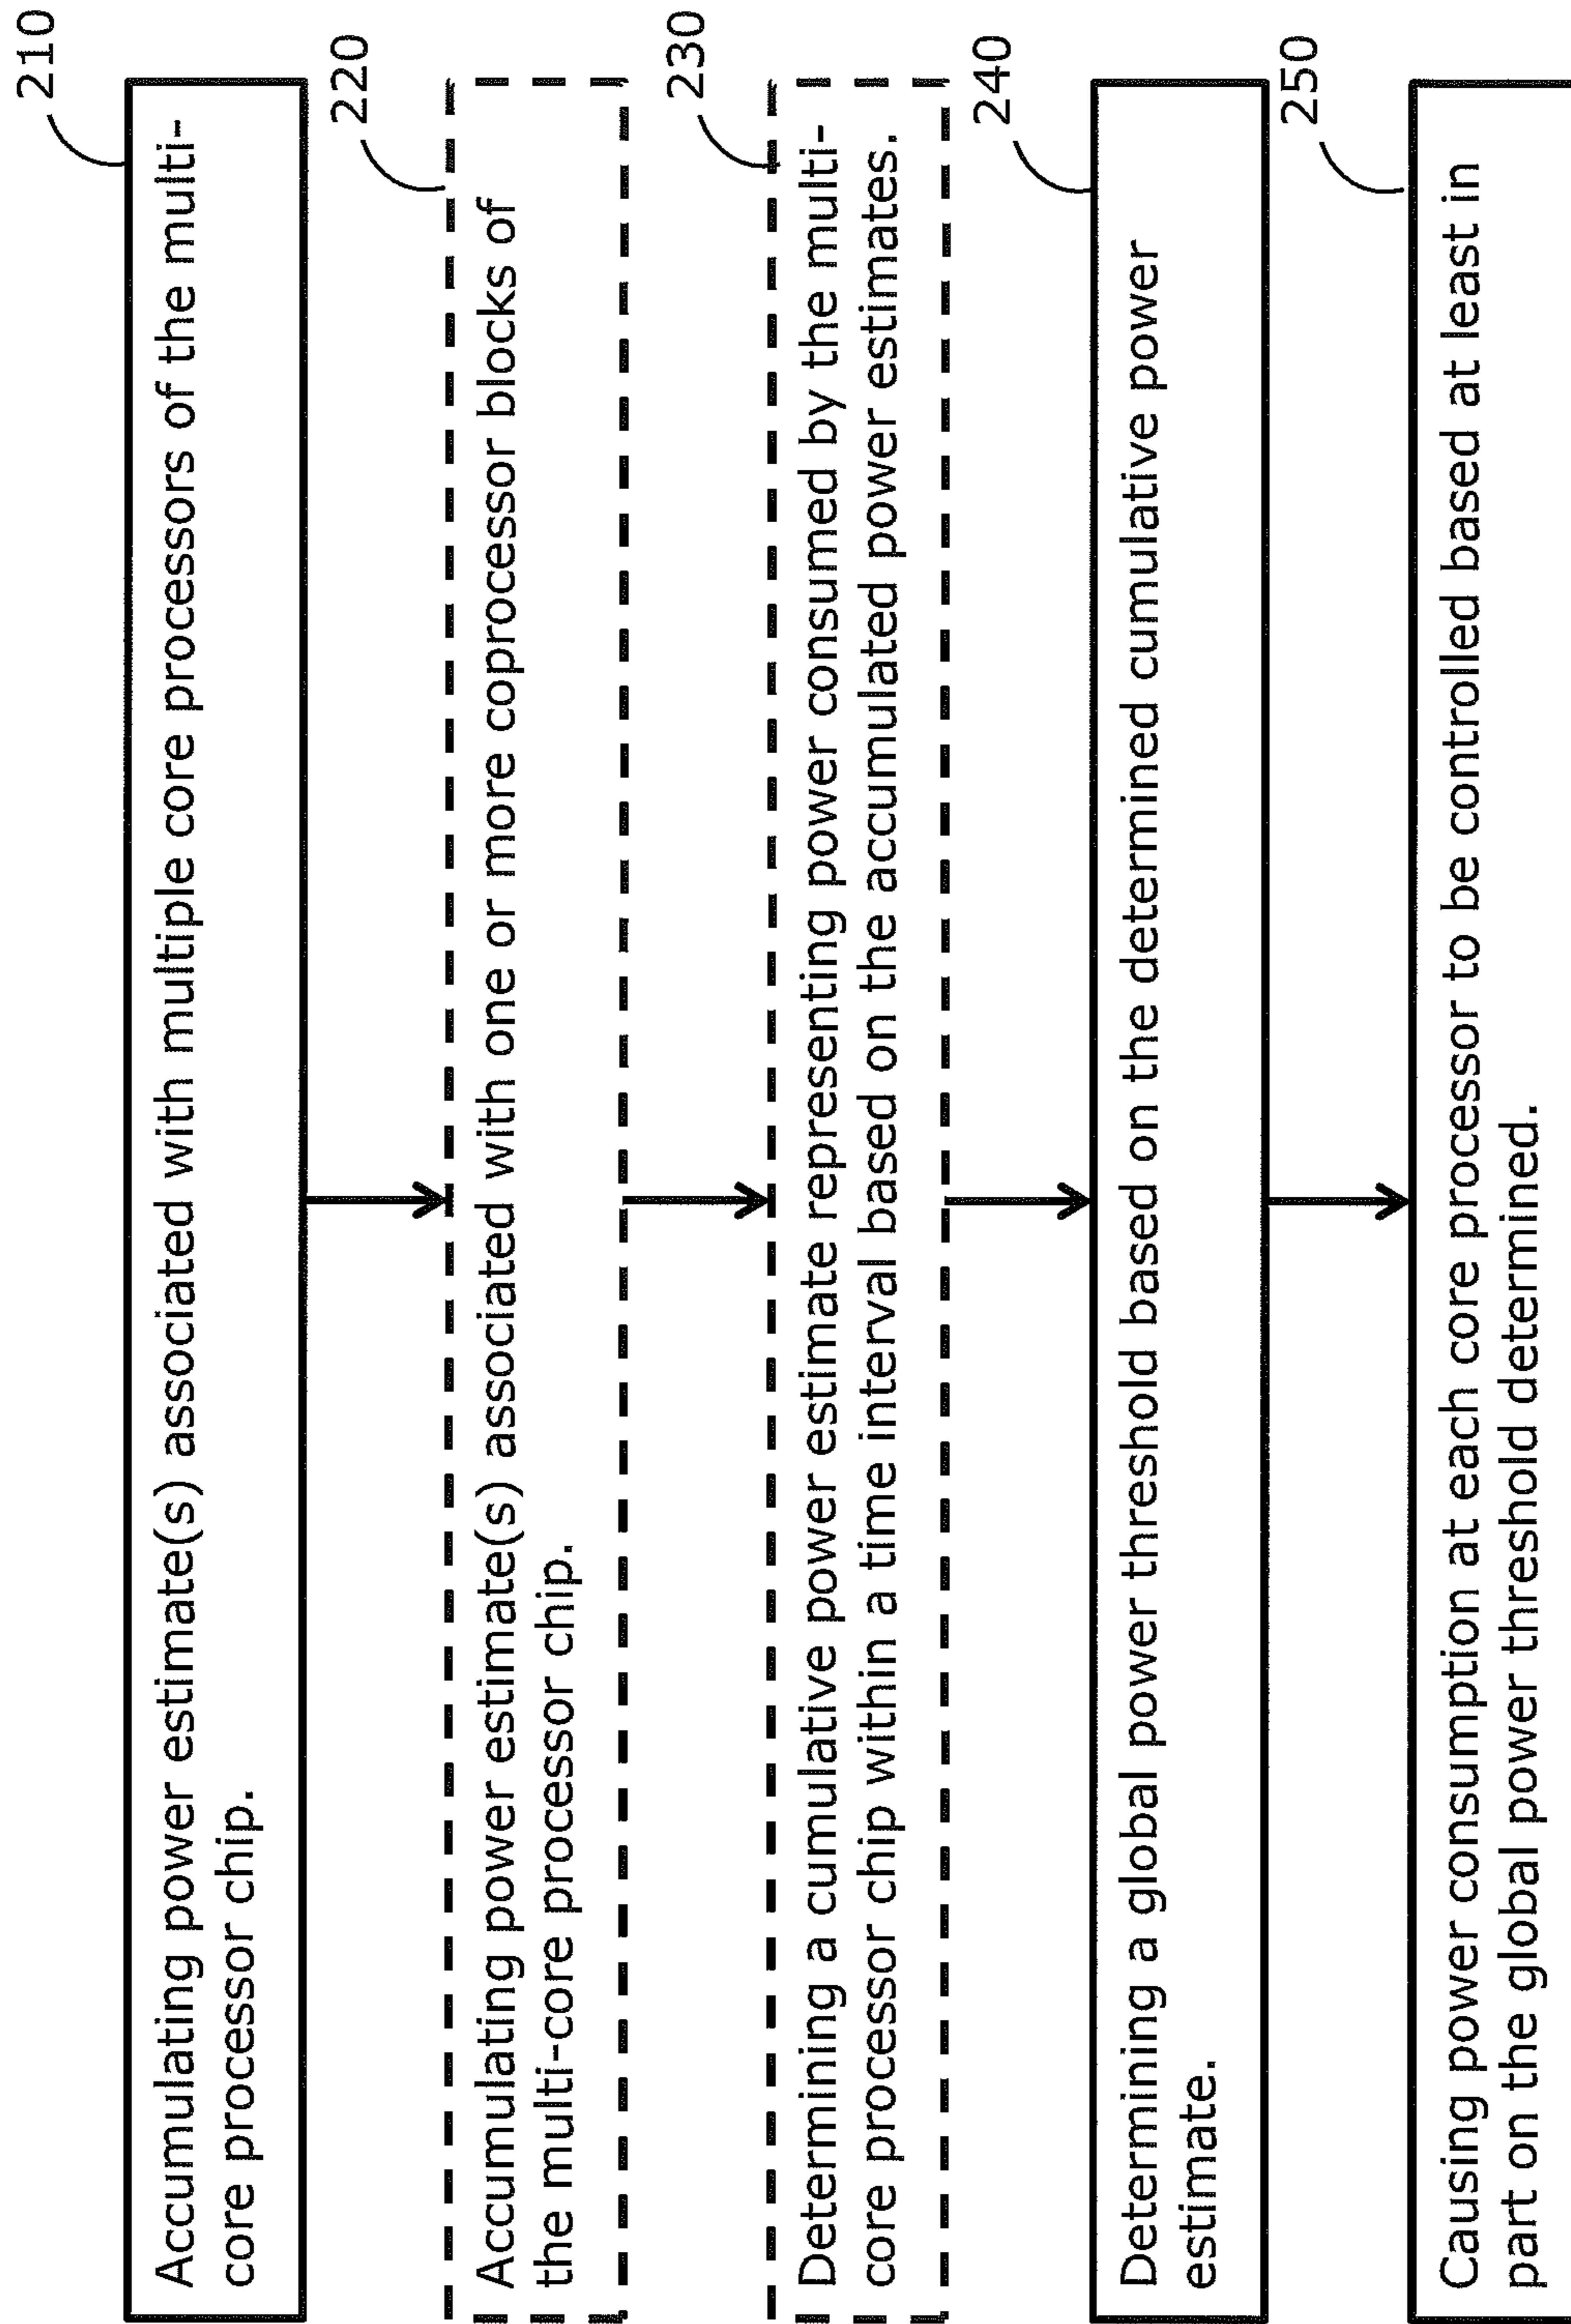 210
Accumulating power estimate(s) associated with multiple core processors of the multi-
core processor chip.
220
Accumulating power estimate(s) associated with one or more coprocessor blocks of
the multi-core processor chip.
230
Determining a cumulative power estimate representing power consumed by the multi-
core processor chip within a time interval based on the accumulated power estimates.
240
Determining a global power threshold based on the determined cumulative power
estimate.
250
Causing power consumption at each core processor to be controlled based at least in
part on the global power threshold determined.